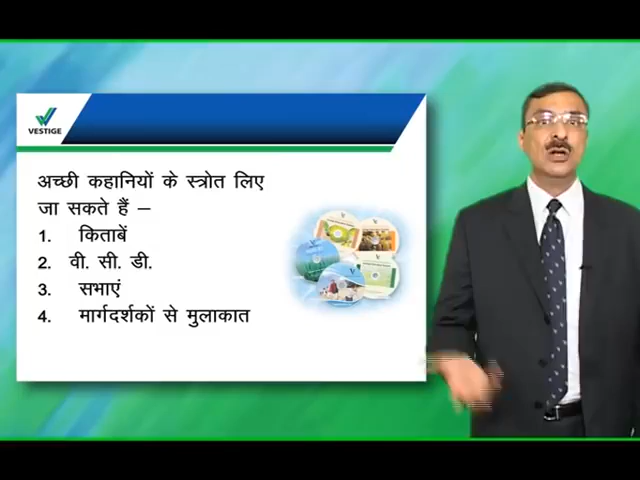 VESTIGE
अच्छी कहानियों के स्त्रोत लिए
जा सकते हैं –
1. किताबें
2. वी. सी. डी.
3. सभाएं
4. मार्गदर्शकों से मुलाकात